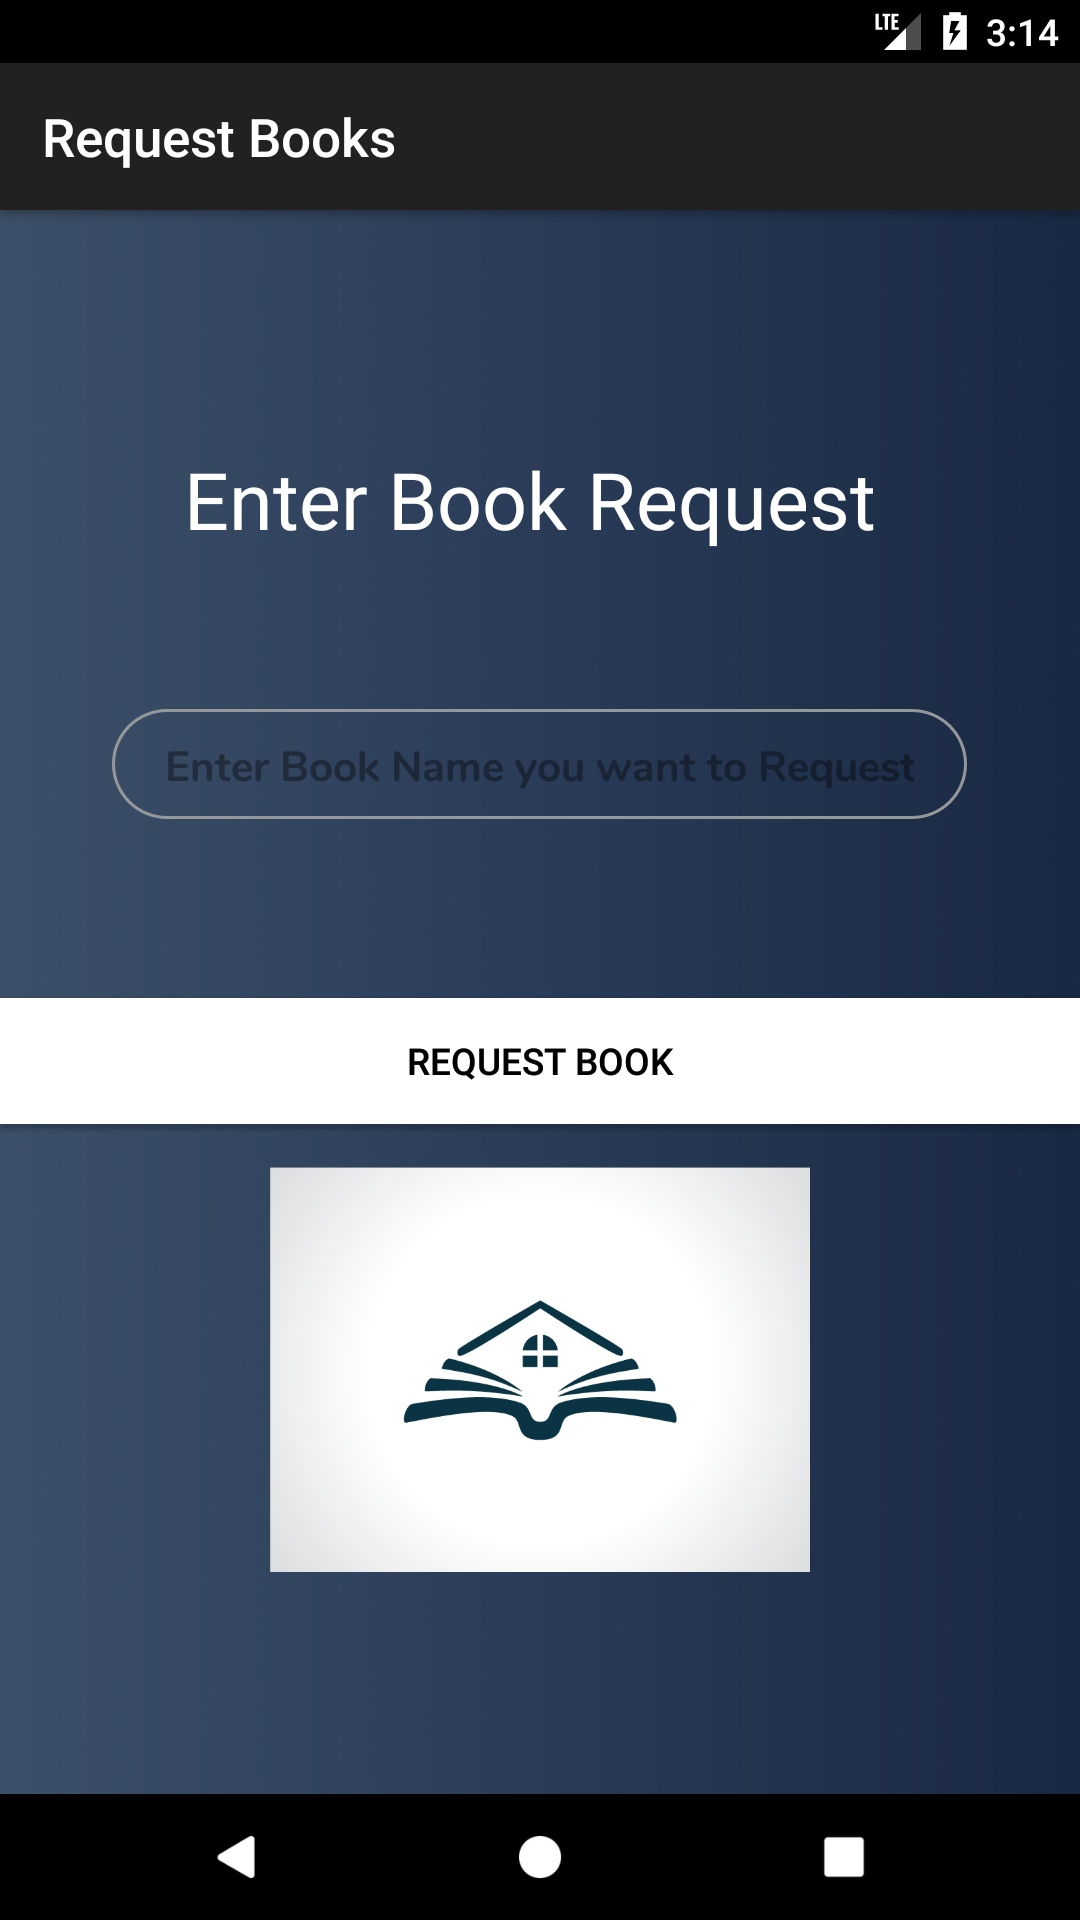 LTE 3:14
Request Books
Enter Book Request
Enter Book Name you want to Request
REQUEST BOOK